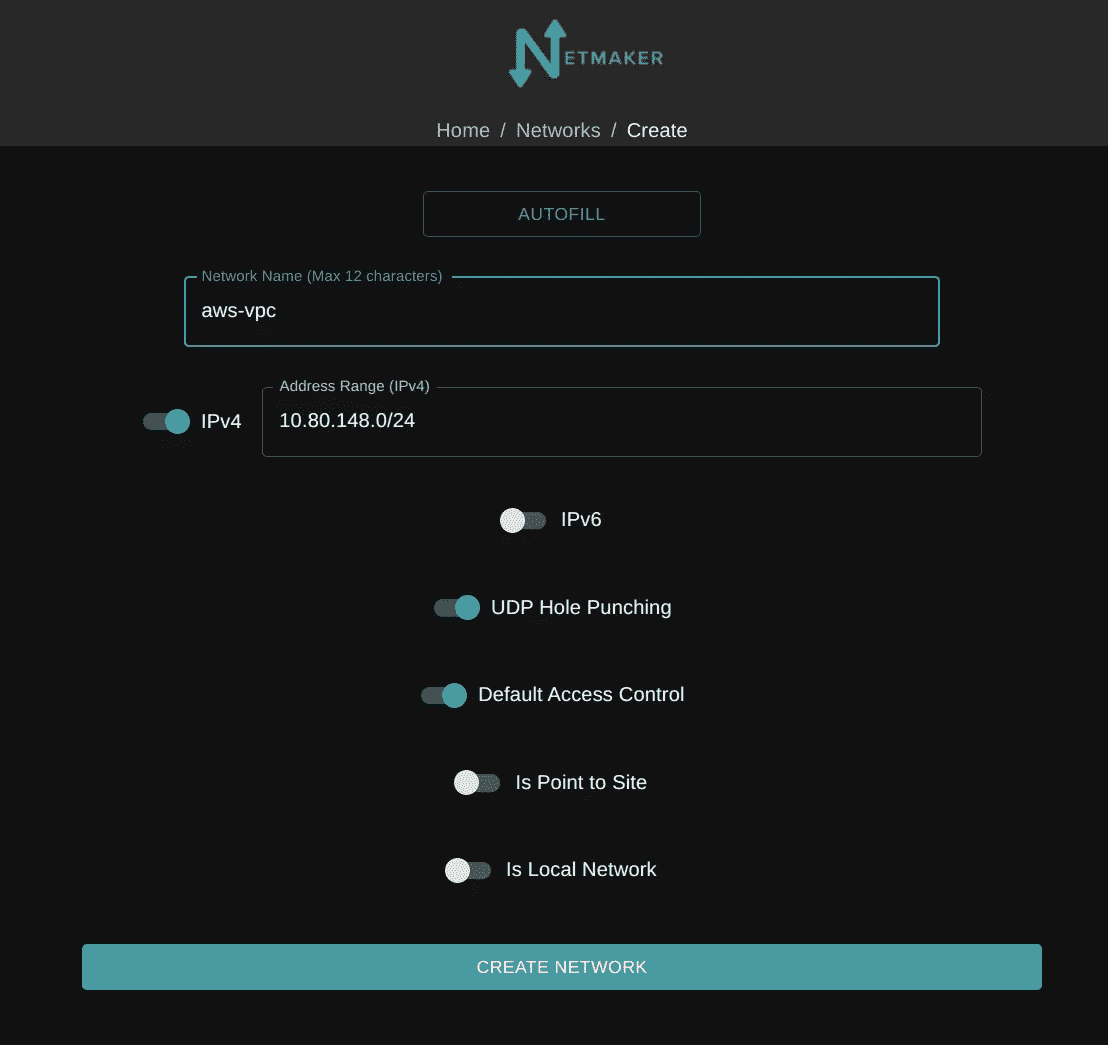 NETMAKER
Home / Networks / Create
AUTOFILL
Network Name (Max 12 characters)
aws-vpc
Address Range (IPv4)
IPv4 10.80.148.0/24
IPv6
UDP Hole Punching
Default Access Control
Is Point to Site
Is Local Network
CREATE NETWORK